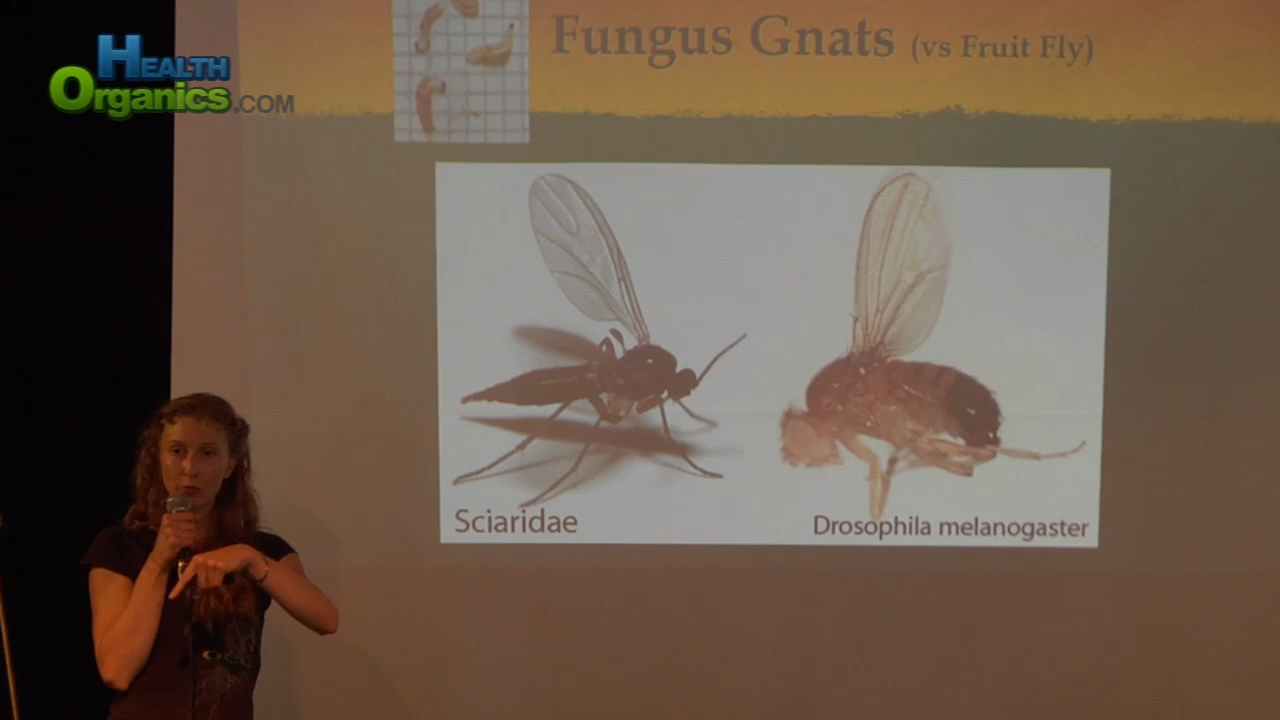 Health
Organics.COM
Fungus Gnats (vs Fruit Fly)
Sciaridae
Drosophila melanogaster